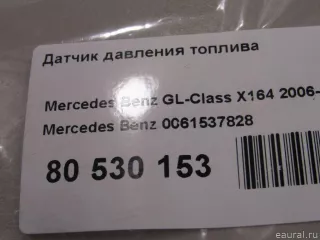 Датчик давления топлива
Mercedes Benz GL-Class X164 2006-
Mercedes Benz 0061537828
80 530 153
eaural.ru